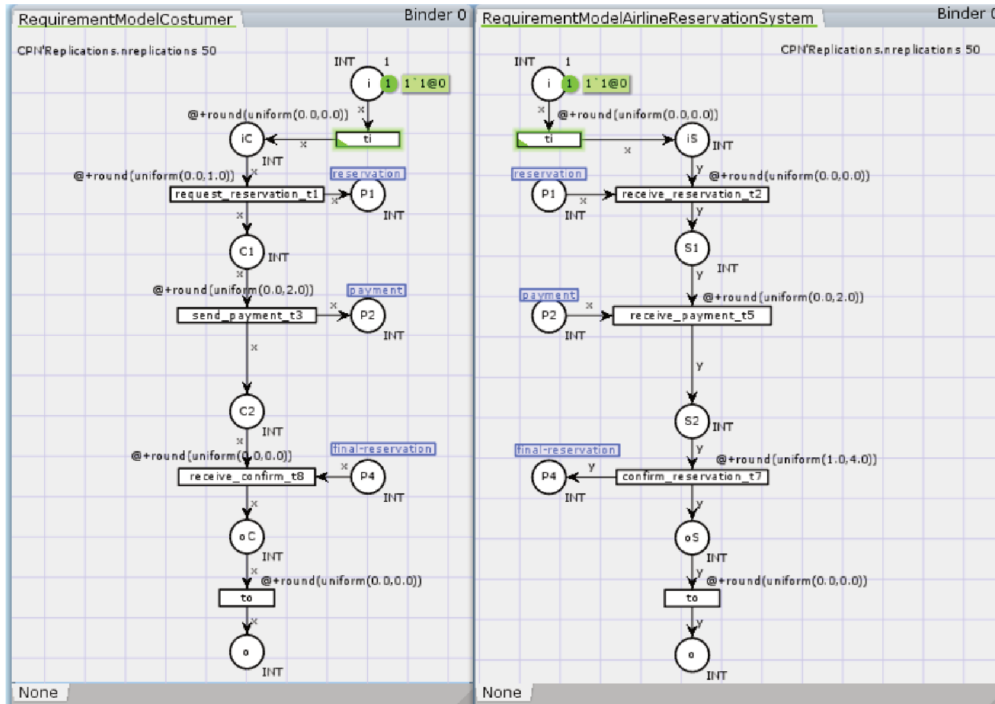 RequirementModelCostumer
Binder 0
CPN'Replications.nreplications 50
INT
1
i
1
1`1@0
x
@+round(uniform(0.0,0.0))
iC
x
ti
INT
x
reservation
@+round(uniform(0.0,1.0))
request_reservation_t1
x
P1
x
INT
C1
INT
x
@+round(uniform(0.0,2.0))
payment
x
send_payment_t3
P2
INT
x
C2
INT
x
final-reservation
@+round(uniform(0.0,0.0))
x
receive_confirm_t8
P4
x
INT
oC
INT
x
@+round(uniform(0.0,0.0))
to
x
o
INT
None
RequirementModelAirlineReservationSystem
Binder 0
CPN'Replications.nreplications 50
INT
1
i
1
1`1@0
x
@+round(uniform(0.0,0.0))
ti
x
iS
INT
y
reservation
@+round(uniform(0.0,0.0))
P1
x
receive_reservation_t2
INT
y
S1
INT
y
payment
@+round(uniform(0.0,2.0))
x
P2
receive_payment_t5
INT
y
S2
INT
y
final-reservation
@+round(uniform(1.0,4.0))
y
P4
confirm_reservation_t7
INT
y
oS
INT
y
@+round(uniform(0.0,0.0))
to
y
o
INT
None